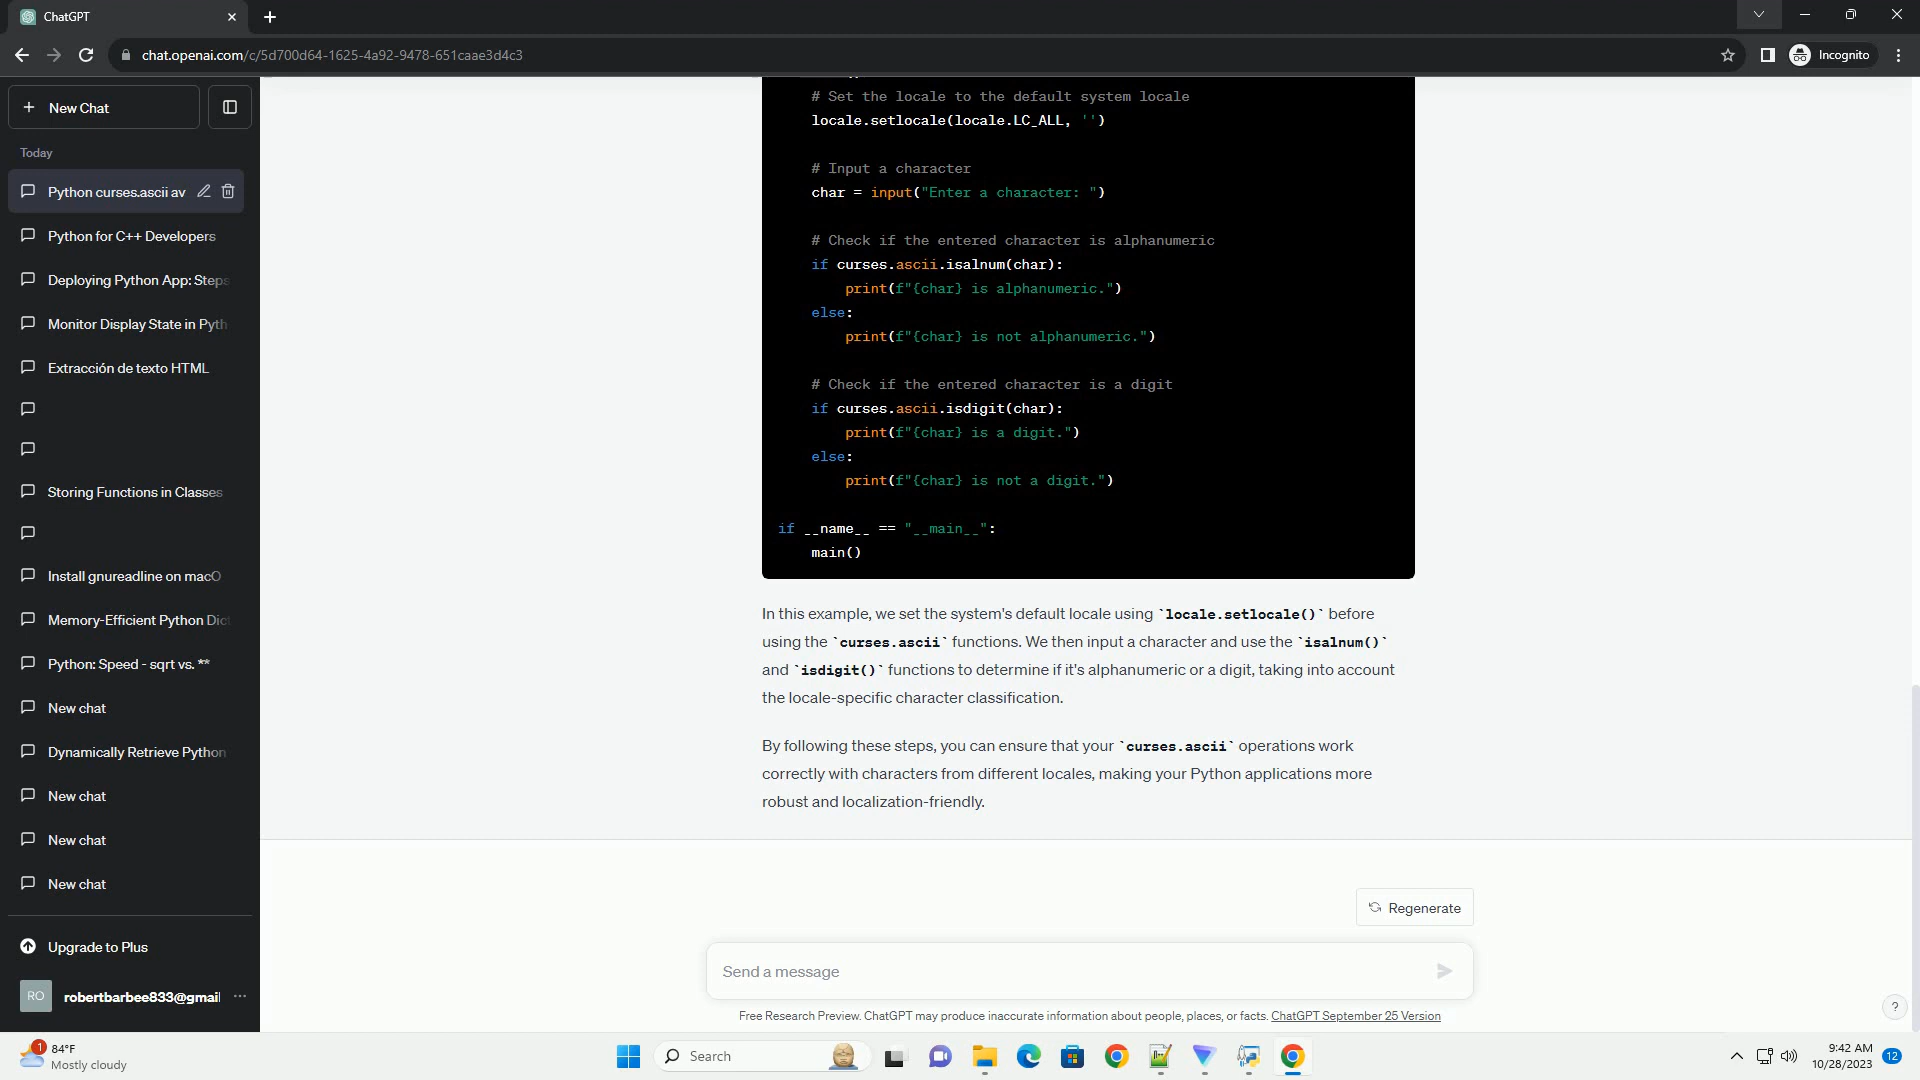 ChatGPT
chat.openai.com/c/5d700d64-1625-4a92-9478-651caae3d4c3
Incognito
New Chat
Today
Python curses.ascii av
Python for C++ Developers
Deploying Python App: Steps
Monitor Display State in Pyth
Extracción de texto HTML
Storing Functions in Classes
Install gnureadline on macO
Memory-Efficient Python Dict
Python: Speed - sqrt vs. **
New chat
Dynamically Retrieve Python
New chat
New chat
New chat
Upgrade to Plus
RO robertbarbee833@gmail
# Set the locale to the default system locale
locale.setlocale(locale.LC_ALL, '')
# Input a character
char = input("Enter a character: ")
# Check if the entered character is alphanumeric
if curses.ascii.isalnum(char):
print(f"{char} is alphanumeric.")
else:
print(f"{char} is not alphanumeric.")
# Check if the entered character is a digit
if curses.ascii.isdigit(char):
print(f"{char} is a digit.")
else:
print(f"{char} is not a digit.")
if __name__ == "__main__":
main()
In this example, we set the system's default locale using `locale.setlocale()` before
using the `curses.ascii` functions. We then input a character and use the `isalnum()`
and `isdigit()` functions to determine if it's alphanumeric or a digit, taking into account
the locale-specific character classification.
By following these steps, you can ensure that your `curses.ascii` operations work
correctly with characters from different locales, making your Python applications more
robust and localization-friendly.
Regenerate
Send a message
Free Research Preview. ChatGPT may produce inaccurate information about people, places, or facts. ChatGPT September 25 Version
?
1
84°F
Mostly cloudy
Search
9:42 AM
10/28/2023
12